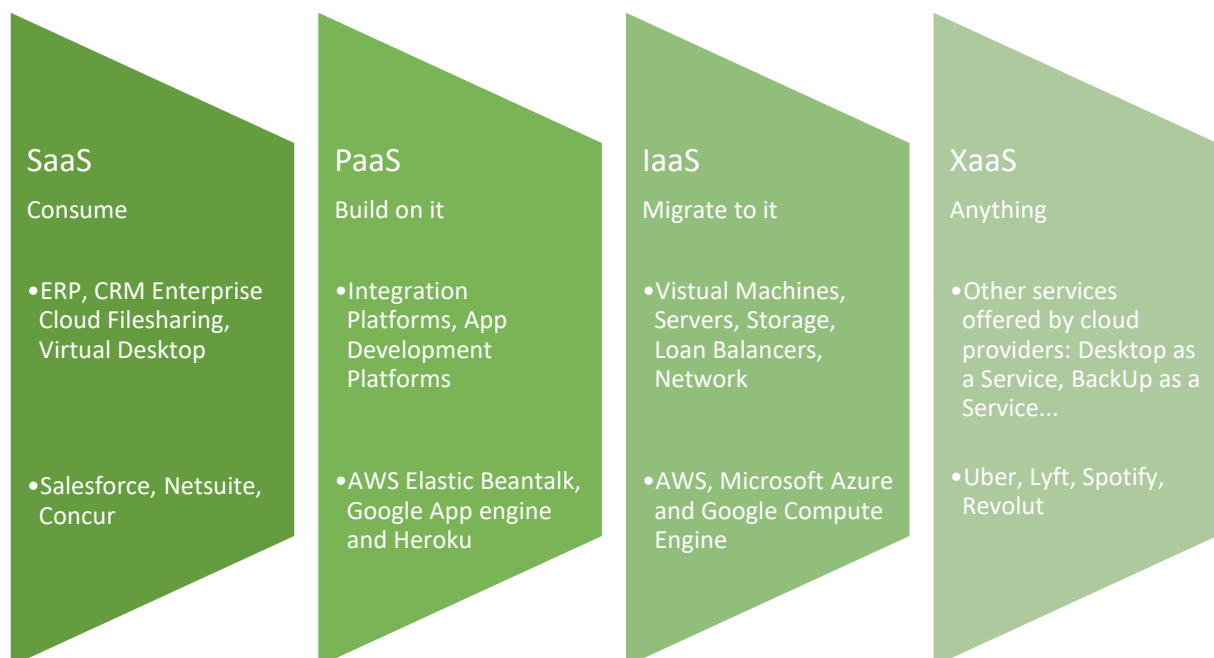 SaaS
Consume
•ERP, CRM Enterprise
Cloud Filesharing,
Virtual Desktop
•Salesforce, Netsuite,
Concur
PaaS
Build on it
•Integration
Platforms, App
Development
Platforms
•AWS Elastic Beantalk,
Google App engine
and Heroku
IaaS
Migrate to it
•Vistual Machines,
Servers, Storage,
Loan Balancers,
Network
•AWS, Microsoft Azure
and Google Compute
Engine
XaaS
Anything
•Other services
offered by cloud
providers: Desktop as
a Service, BackUp as a
Service...
•Uber, Lyft, Spotify,
Revolut